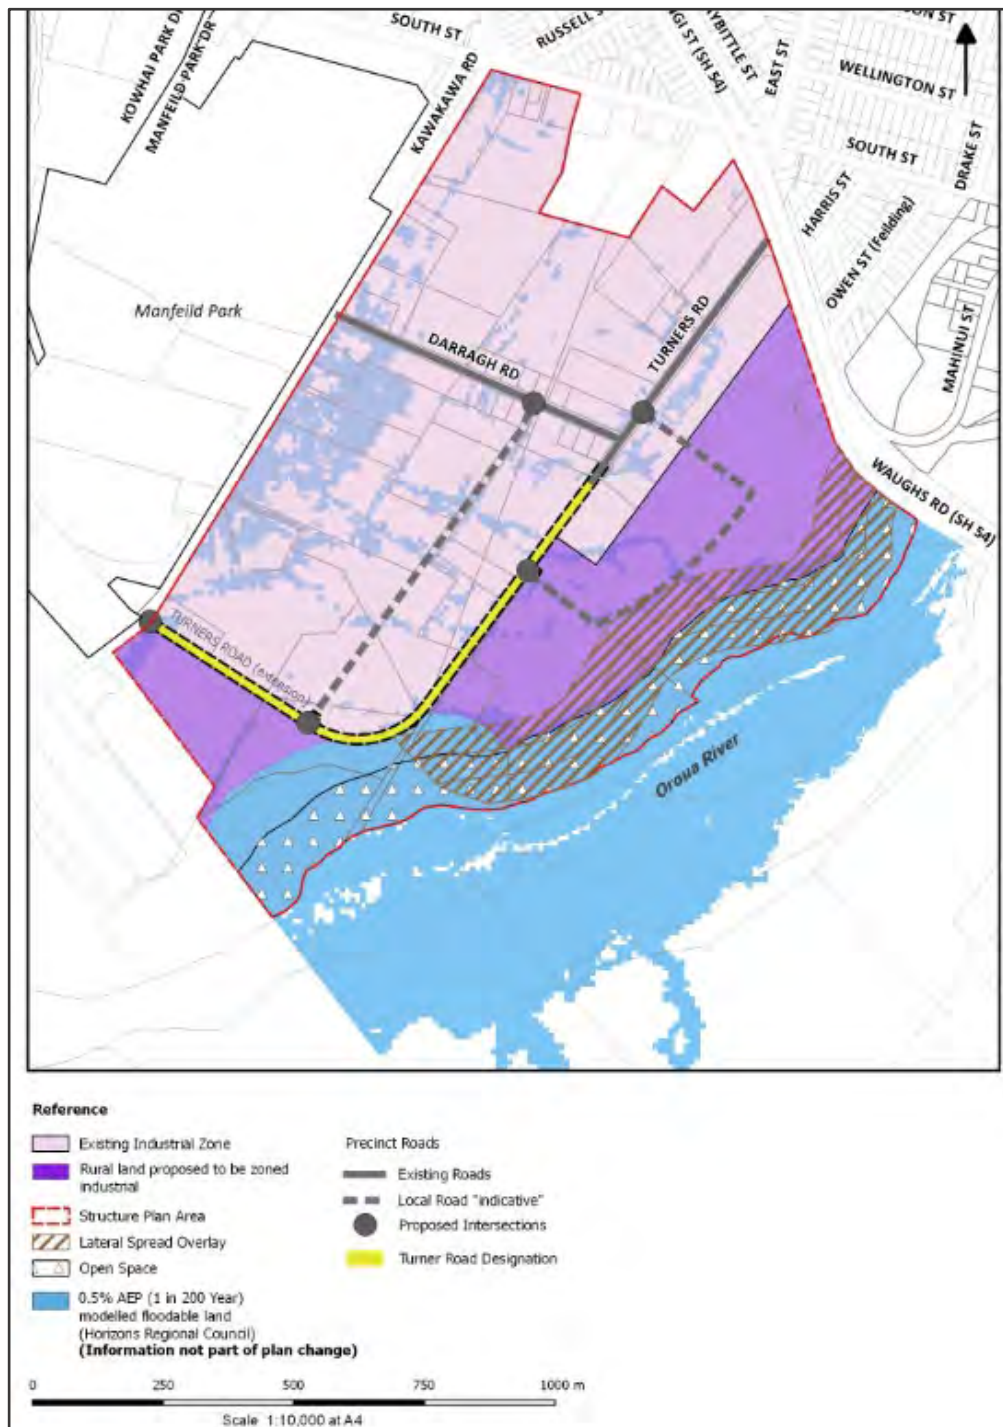 SOUTH ST
KOWHAI PARK DR
MANFEILD PARK DR
KAWAKAWA RD
EAST ST
WELLINGTON ST
SOUTH ST
DRAKE ST
HARRIS ST
OWEN ST (Feilding)
MAHINUI ST
Manfeild Park
DARRAGH RD
TURNERS RD
WAUGHS RD (SH 54)
TURNERS ROAD (extension)
Oroua River
Reference
Existing Industrial Zone
Rural land proposed to be zoned
industrial
Structure Plan Area
Lateral Spread Overlay
Open Space
0.5% AEP (1 in 200 Year)
modelled floodable land
(Horizons Regional Council)
(Information not part of plan change)
Precinct Roads
Existing Roads
Local Road "indicative"
Proposed Intersections
Turner Road Designation
0 250 500 750 1000 m
Scale 1:10,000 at A4